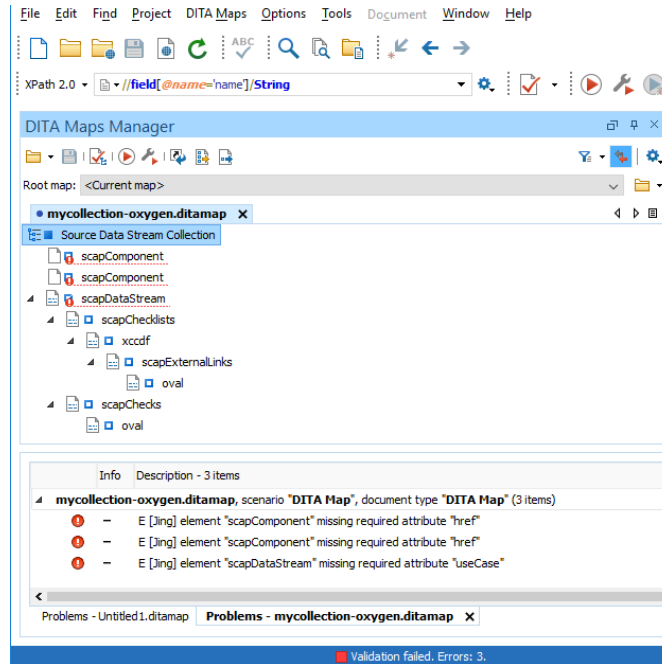 File Edit Find Project DITA Maps Options Tools Document Window Help
ABC
XPath 2.0 //field[@name='name']/String
DITA Maps Manager
Root map: <Current map>
mycollection-oxygen.ditamap
Source Data Stream Collection
scapComponent
scapComponent
scapDataStream
scapChecklists
xccdf
scapExternalLinks
oval
scapChecks
oval
Info Description - 3 items
mycollection-oxygen.ditamap, scenario "DITA Map", document type "DITA Map" (3 items)
– E [Jing] element "scapComponent" missing required attribute "href"
– E [Jing] element "scapComponent" missing required attribute "href"
– E [Jing] element "scapDataStream" missing required attribute "useCase"
Problems - Untitled1.ditamap Problems - mycollection-oxygen.ditamap
Validation failed. Errors: 3.